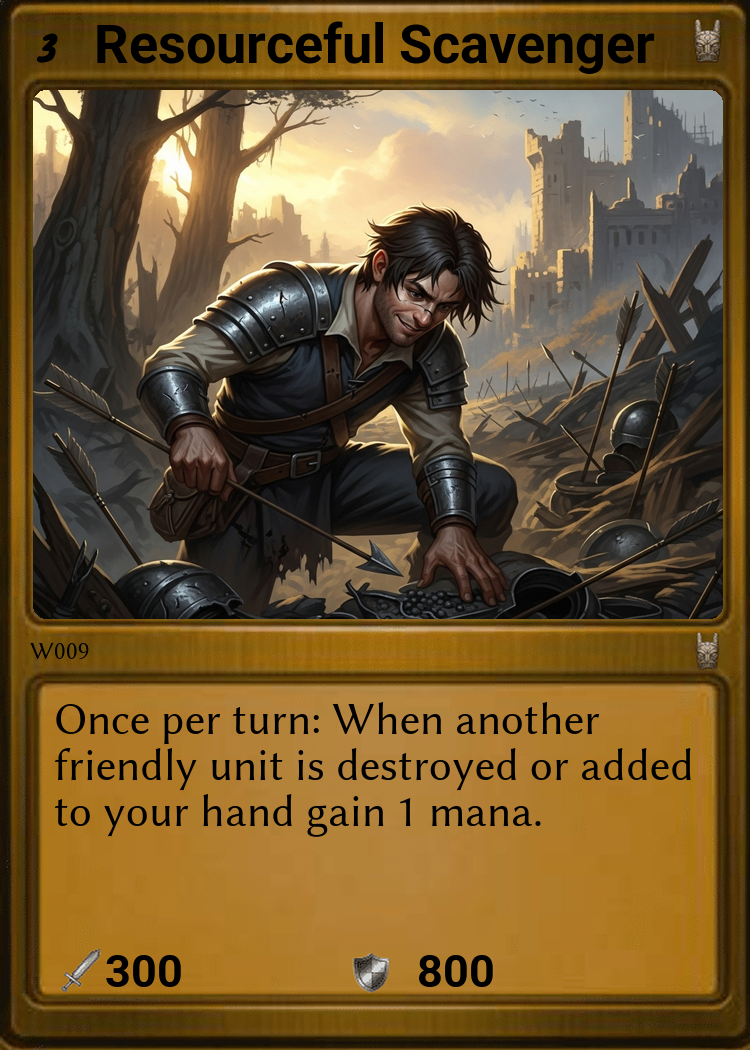 3 Resourceful Scavenger
W009
Once per turn: When another
friendly unit is destroyed or added
to your hand gain 1 mana.
300 800